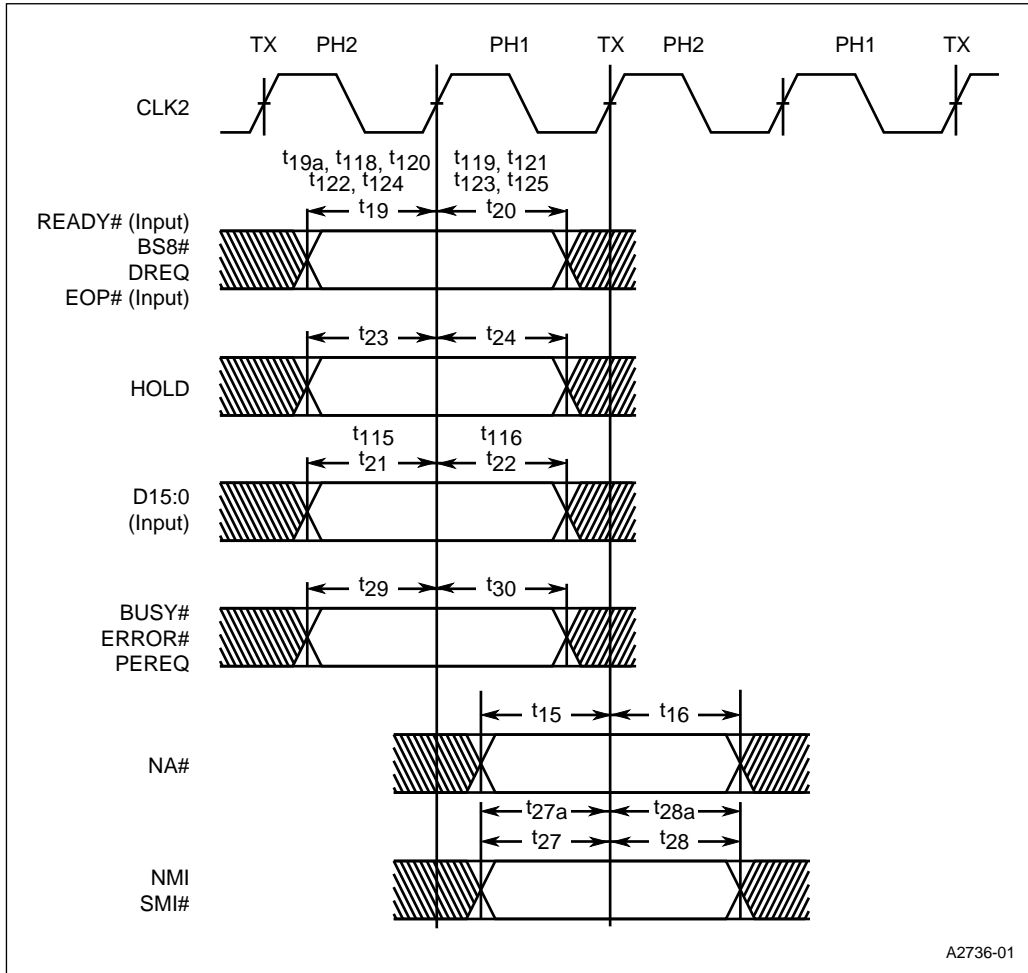 TX PH2 PH1 TX PH2 PH1 TX
CLK2
t19a, t118, t120 t119, t121
t122, t124 t123, t125
t19 t20
READY# (Input)
BS8#
DREQ
EOP# (Input)
t23 t24
HOLD
t115 t116
t21 t22
D15:0
(Input)
t29 t30
BUSY#
ERROR#
PEREQ
t15 t16
NA#
t27a t28a
t27 t28
NMI
SMI#
A2736-01